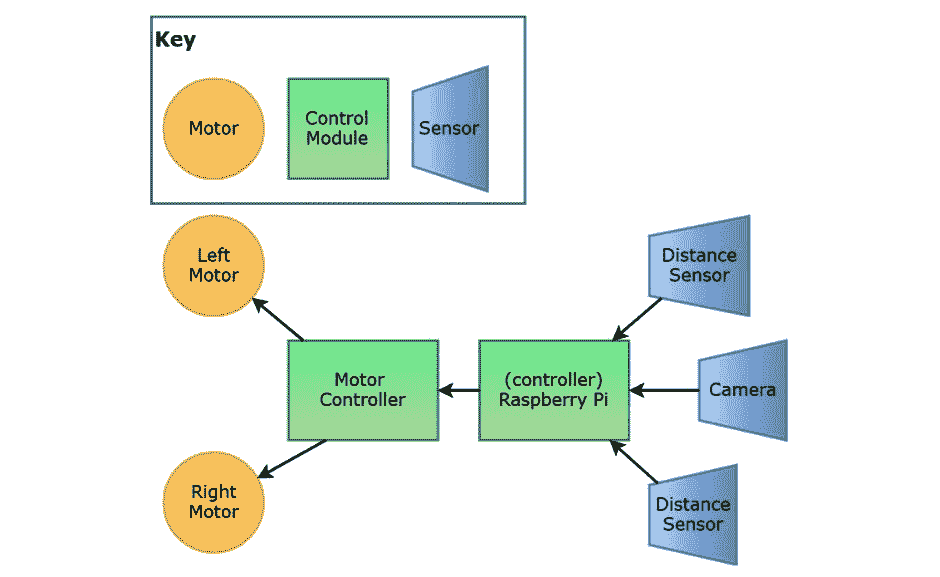 Key
Motor
Control
Module
Sensor
Left
Motor
Distance
Sensor
Motor
Controller
(controller)
Raspberry Pi
Camera
Right
Motor
Distance
Sensor